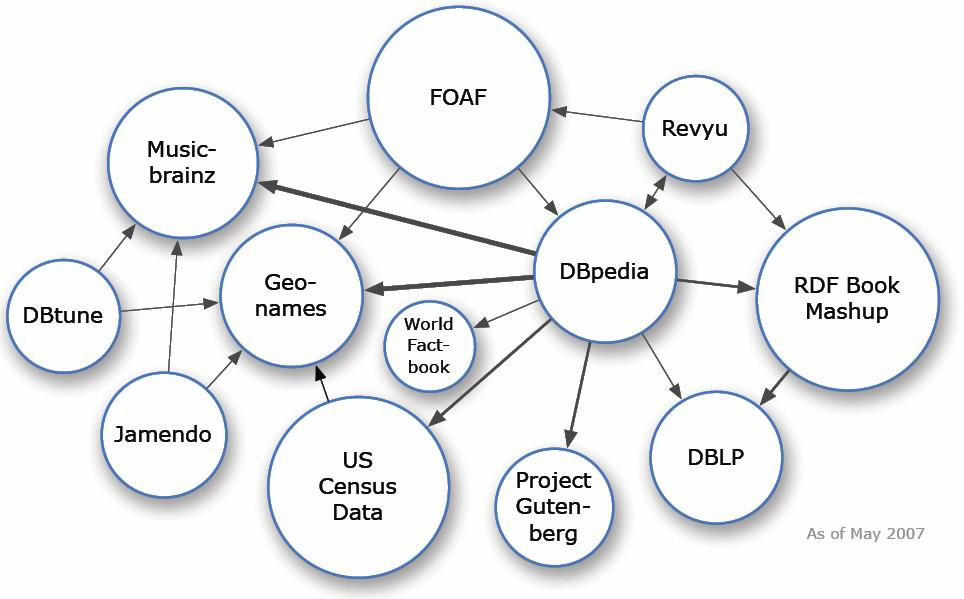 FOAF
Revyu
Music-
brainz
DBpedia
Geo-
names
RDF Book
Mashup
DBtune
World
Fact-
book
Jamendo
US
Census
Data
Project
Guten-
berg
DBLP
As of May 2007